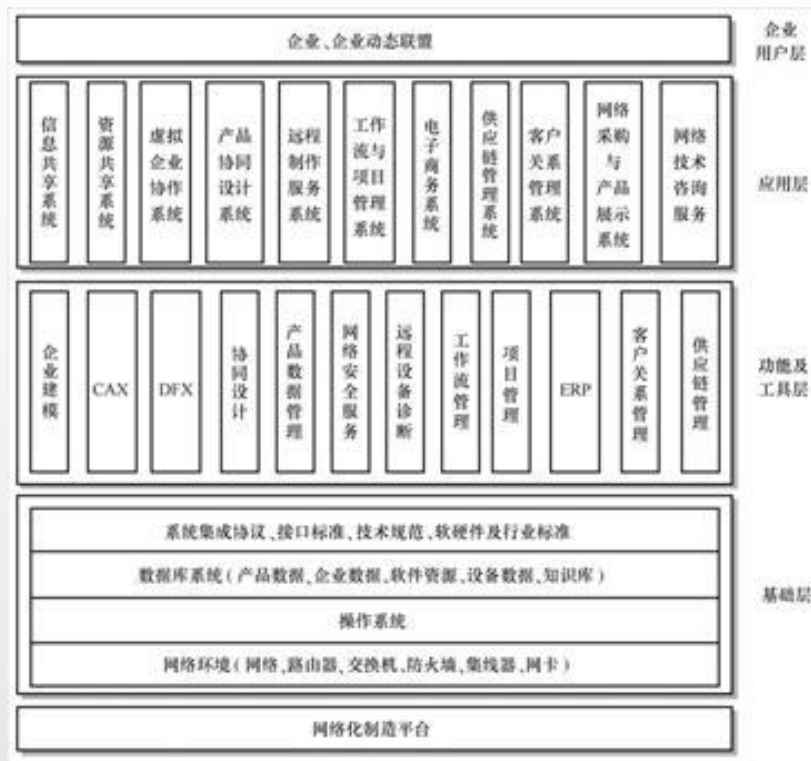 企业、企业动态联盟
企业
用户层
信息共享系统
资源共享系统
虚拟
企业
协作
系统
产品
协同
设计
系统
远程
制作
服务
系统
工作
流与
项目
管理
系统
电子商务系统
供应链管理系统
客户
关系
管理
系统
网络
采购
与
产品
展示
系统
网络
技术
咨询
服务
应用层
企业建模
CAX
DFX
协同设计
产品数据管理
网络安全服务
远程设备诊断
工作流管理
项目管理
ERP
客户关系管理
供应链管理
功能及
工具层
系统集成协议、接口标准、技术规范、软硬件及行业标准
数据库系统(产品数据、企业数据、软件资源、设备数据、知识库)
操作系统
网络环境(网络、路由器、交换机、防火墙、集线器、网卡)
基础层
网络化制造平台